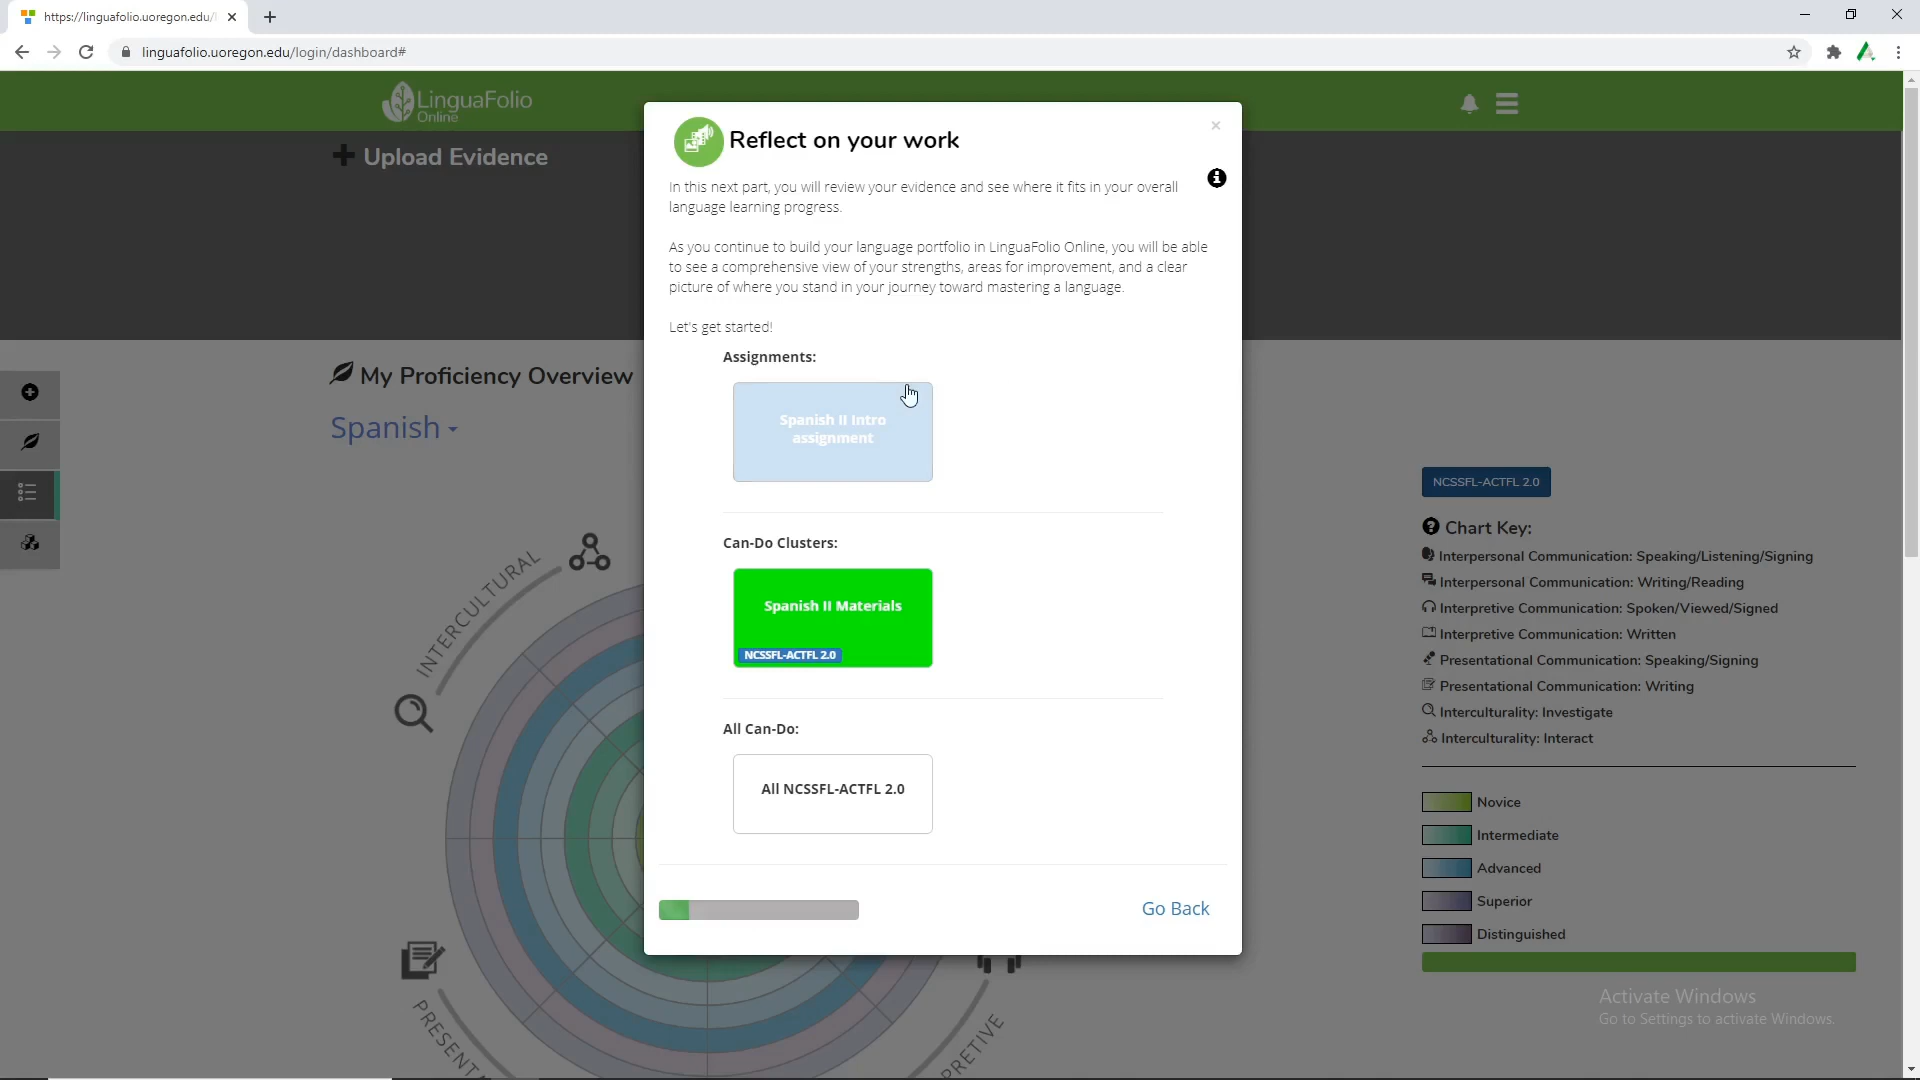 https://linguafolio.uoregon.edu/
linguafolio.uoregon.edu/login/dashboard#
LinguaFolio
Online
Upload Evidence
Reflect on your work
In this next part, you will review your evidence and see where it fits in your overall
language learning progress.
As you continue to build your language portfolio in LinguaFolio Online, you will be able
to see a comprehensive view of your strengths, areas for improvement, and a clear
picture of where you stand in your journey toward mastering a language.
Let's get started!
Assignments:
Spanish II Intro
assignment
Can-Do Clusters:
Spanish II Materials
NCSSFL-ACTFL 2.0
All Can-Do:
All NCSSFL-ACTFL 2.0
Go Back
My Proficiency Overview
Spanish
INTERCULTURAL
NCSSFL-ACTFL 2.0
Chart Key:
Interpersonal Communication: Speaking/Listening/Signing
Interpersonal Communication: Writing/Reading
Interpretive Communication: Spoken/Viewed/Signed
Interpretive Communication: Written
Presentational Communication: Speaking/Signing
Presentational Communication: Writing
Interculturality: Investigate
Interculturality: Interact
Novice
Intermediate
Advanced
Superior
Distinguished
PRESENTA
PRETIVE
Activate Windows
Go to Settings to activate Windows.